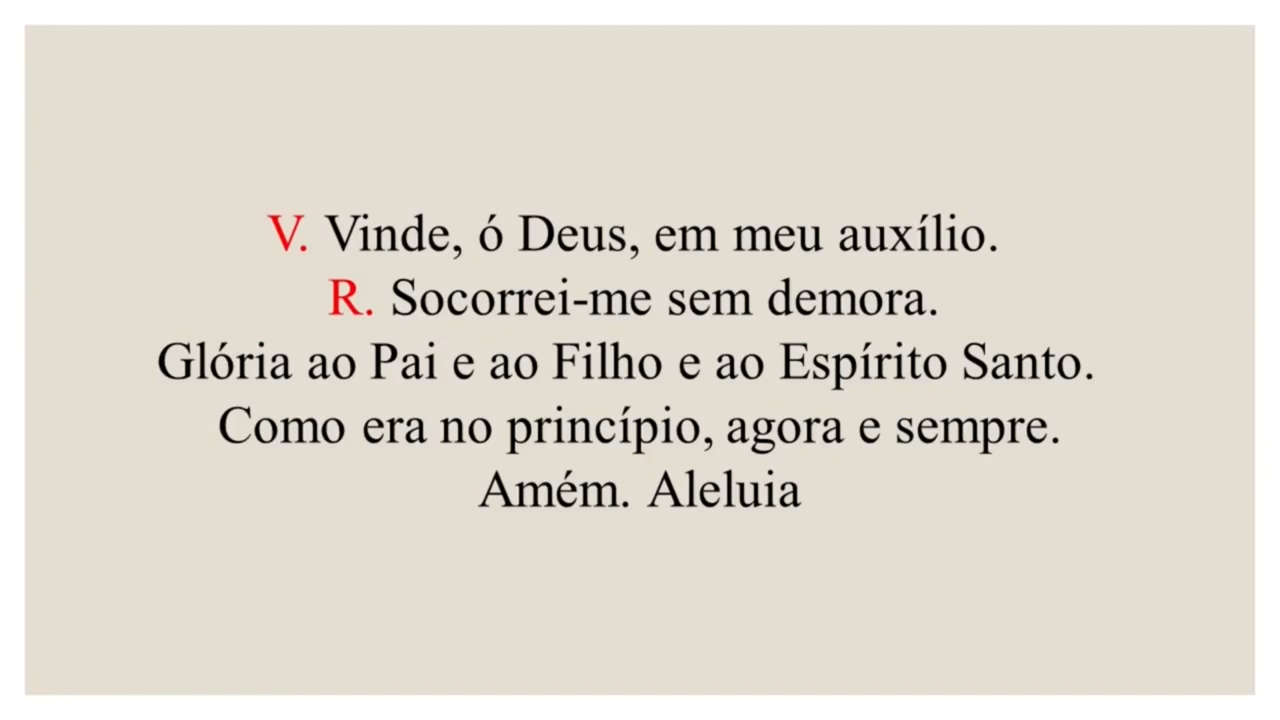 V. Vinde, ó Deus, em meu auxílio.
R. Socorrei-me sem demora.
Glória ao Pai e ao Filho e ao Espírito Santo.
Como era no princípio, agora e sempre.
Amém. Aleluia